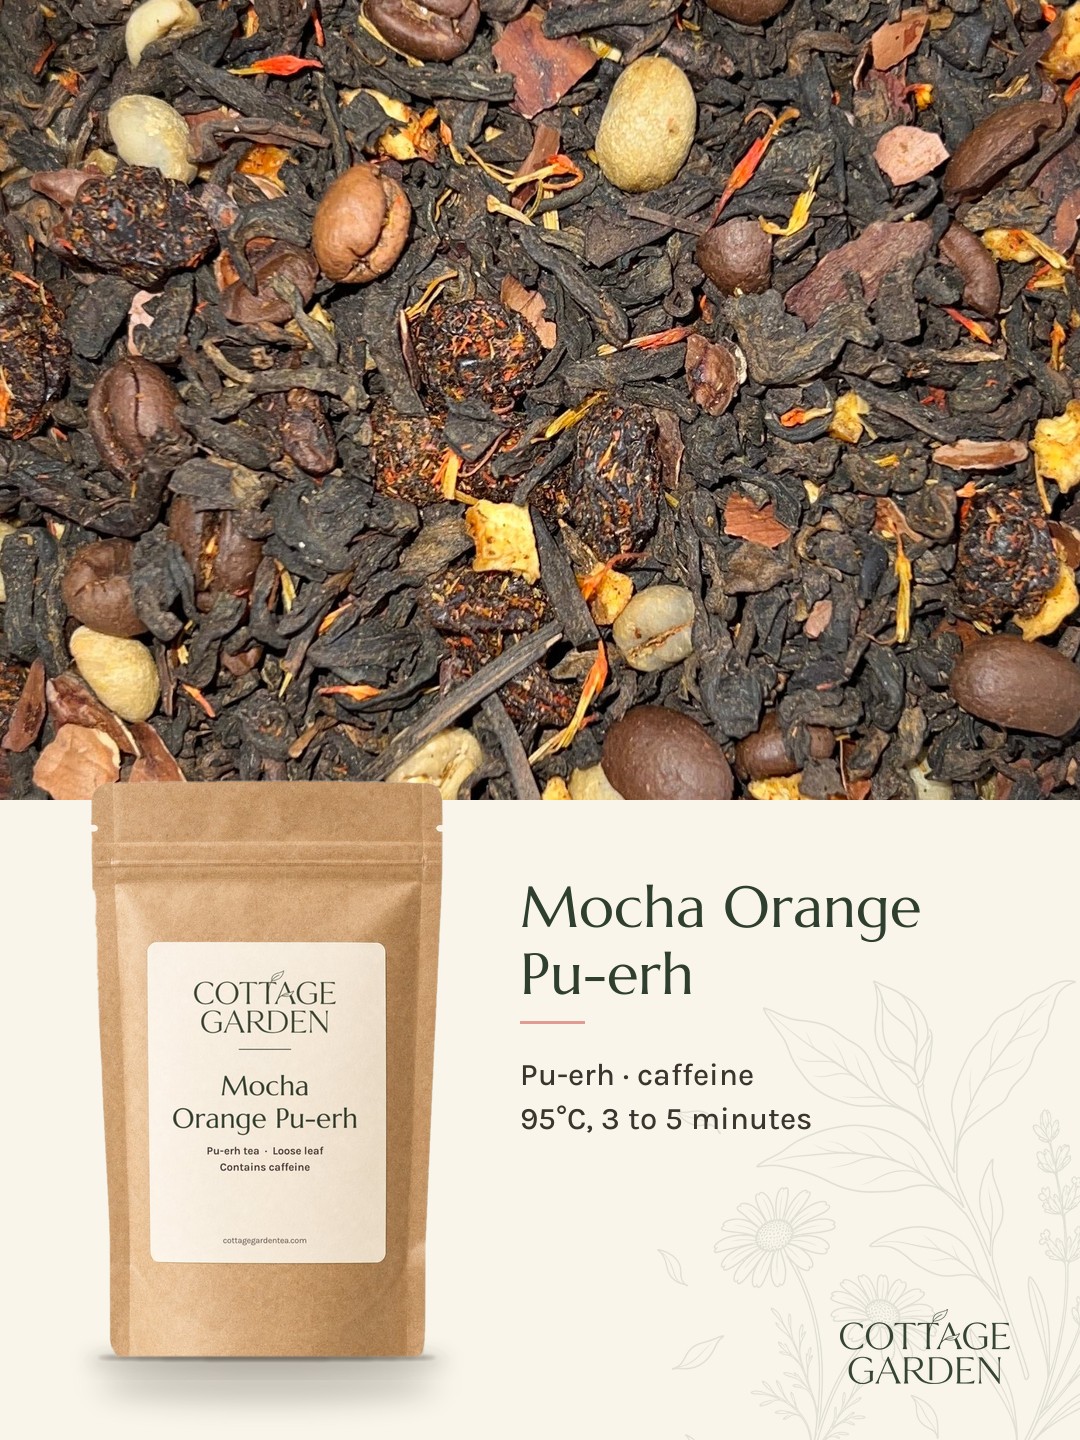 COTTAGE
GARDEN
Mocha
Orange Pu-erh
Pu-erh tea · Loose leaf
Contains caffeine
cottagegardentea.com
Mocha Orange
Pu-erh
Pu-erh · caffeine
95°C, 3 to 5 minutes
COTTAGE
GARDEN